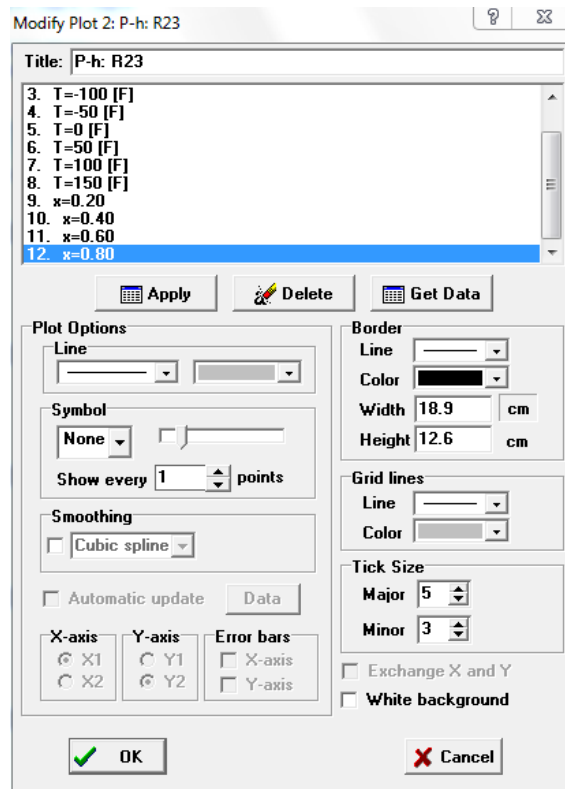 Modify Plot 2: P-h: R23
Title: P-h: R23
3. T=-100 [F]
4. T=-50 [F]
5. T=0 [F]
6. T=50 [F]
7. T=100 [F]
8. T=150 [F]
9. x=0.20
10. x=0.40
11. x=0.60
12. x=0.80
Apply Delete Get Data
Plot Options
Line
Symbol
None
Show every 1 points
Smoothing
Cubic spline
Automatic update Data
X-axis Y-axis Error bars
X1 Y1 X-axis
X2 Y2 Y-axis
Border
Line
Color
Width 18.9 cm
Height 12.6 cm
Grid lines
Line
Color
Tick Size
Major 5
Minor 3
Exchange X and Y
White background
OK Cancel